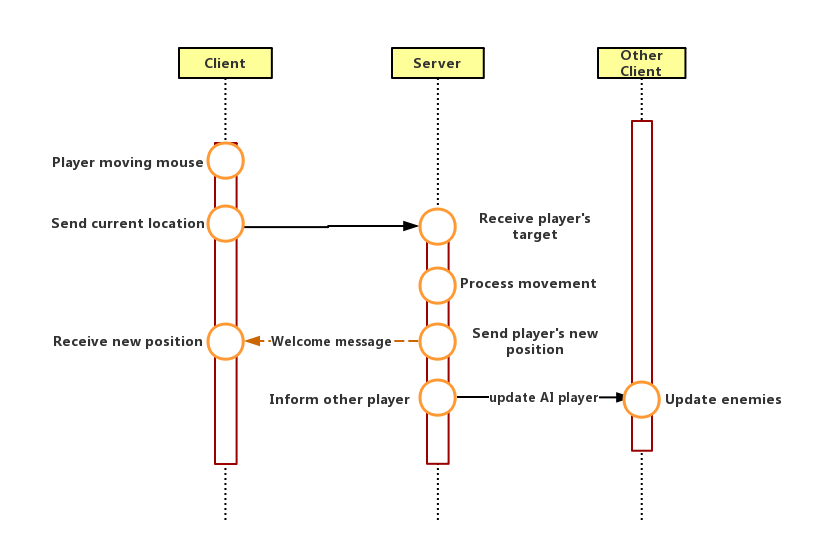 Client
Server
Other
Client
Player moving mouse
Send current location
Receive player's
target
Process movement
Receive new position
Welcome message
Send player's new
position
Inform other player
update AI player
Update enemies